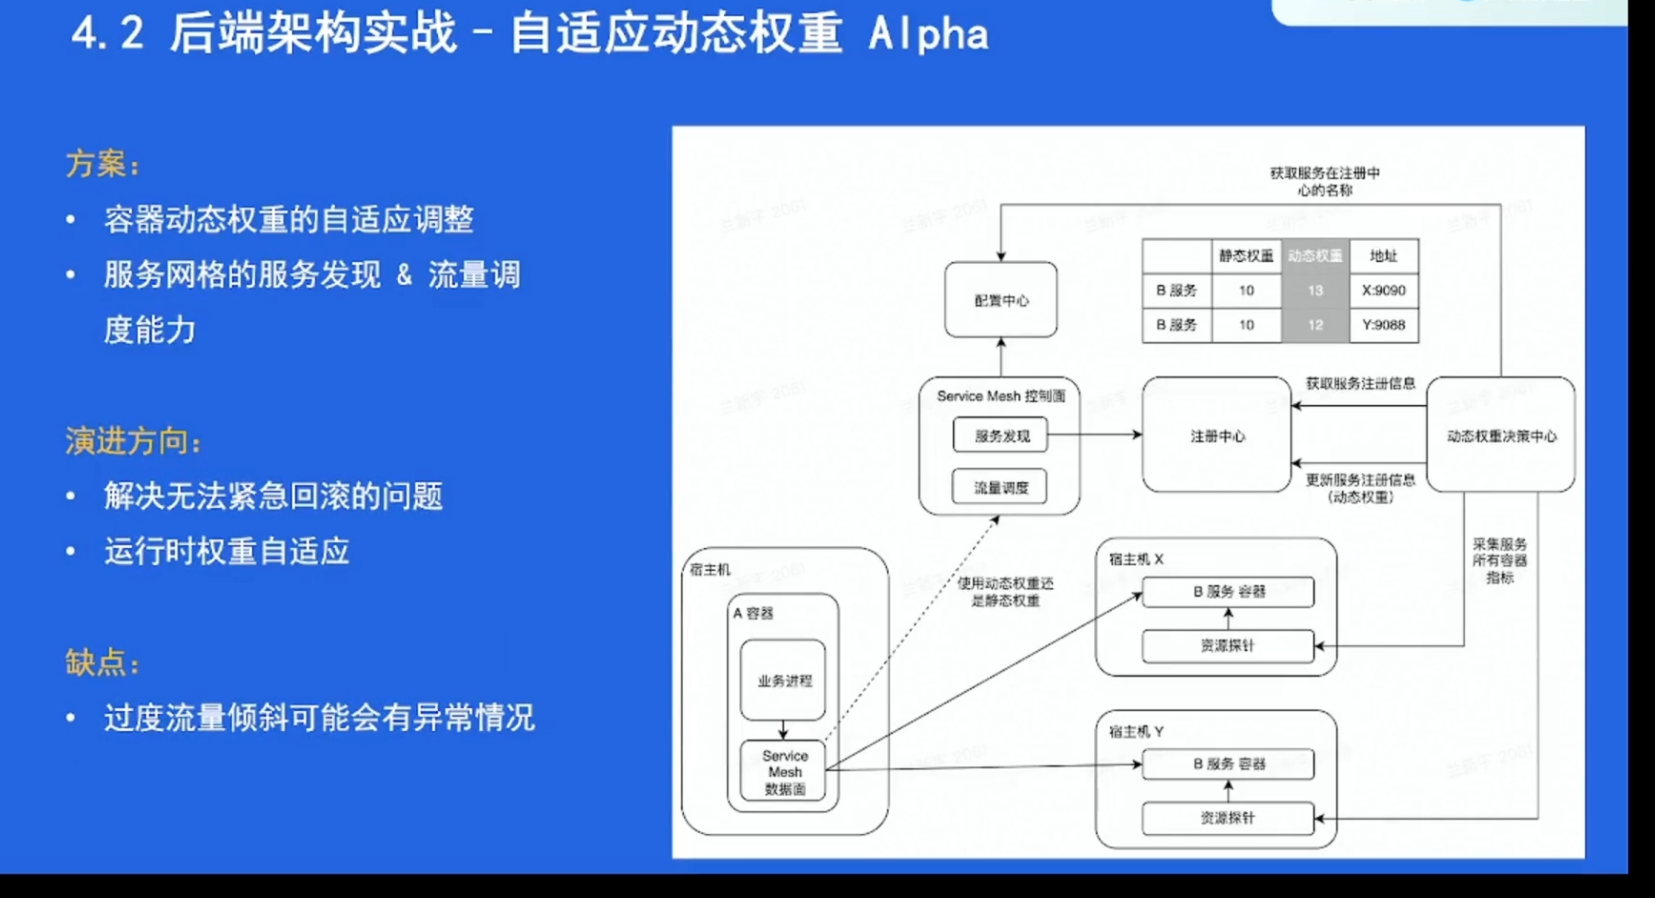 4.2 后端架构实战 - 自适应动态权重 Alpha
方案：
• 容器动态权重的自适应调整
• 服务网格的服务发现 & 流量调
度能力
演进方向：
• 解决无法紧急回滚的问题
• 运行时权重自适应
缺点：
• 过度流量倾斜可能会有异常情况
获取服务在注册中
心的名称
配置中心
静态权重 动态权重 地址
B 服务 10 13 X:9090
B 服务 10 12 Y:9088
Service Mesh 控制面
服务发现
流量调度
注册中心
获取服务注册信息
更新服务注册信息
（动态权重）
动态权重决策中心
采集服务
所有容器
指标
使用动态权重还
是静态权重
宿主机
A 容器
业务进程
Service
Mesh
数据面
宿主机 X
B 服务 容器
资源探针
宿主机 Y
B 服务 容器
资源探针